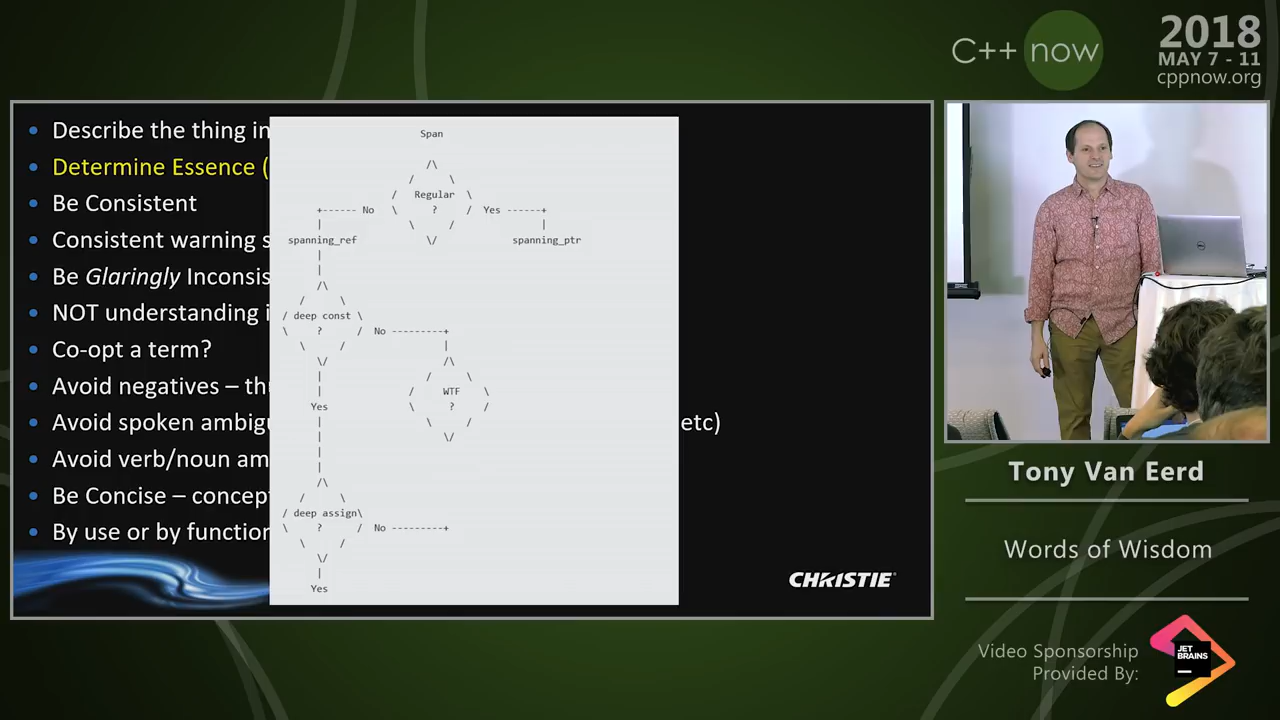 C++ now
2018
MAY 7 - 11
cppnow.org
Describe the thing in
Determine Essence (
Be Consistent
Consistent warning s
Be Glaringly Inconsis
NOT understanding i
Co-opt a term?
Avoid negatives – th
Avoid spoken ambig etc)
Avoid verb/noun am
Be Concise – concept
By use or by function
Span
/\
/ \
/ Regular \
+------ No \ ? / Yes ------+
| \ / |
spanning_ref \/ spanning_ptr
|
|
/\
/ \
/ deep const \
\ ? / No ---------+
\ / |
\/ /\
| / \
| / WTF \
Yes \ ? /
| \ /
| \/
|
|
/\
/ \
/ deep assign\
\ ? / No ---------+
\ /
\/
|
Yes
CHRISTIE
Tony Van Eerd
Words of Wisdom
Video Sponsorship
Provided By:
JET
BRAINS